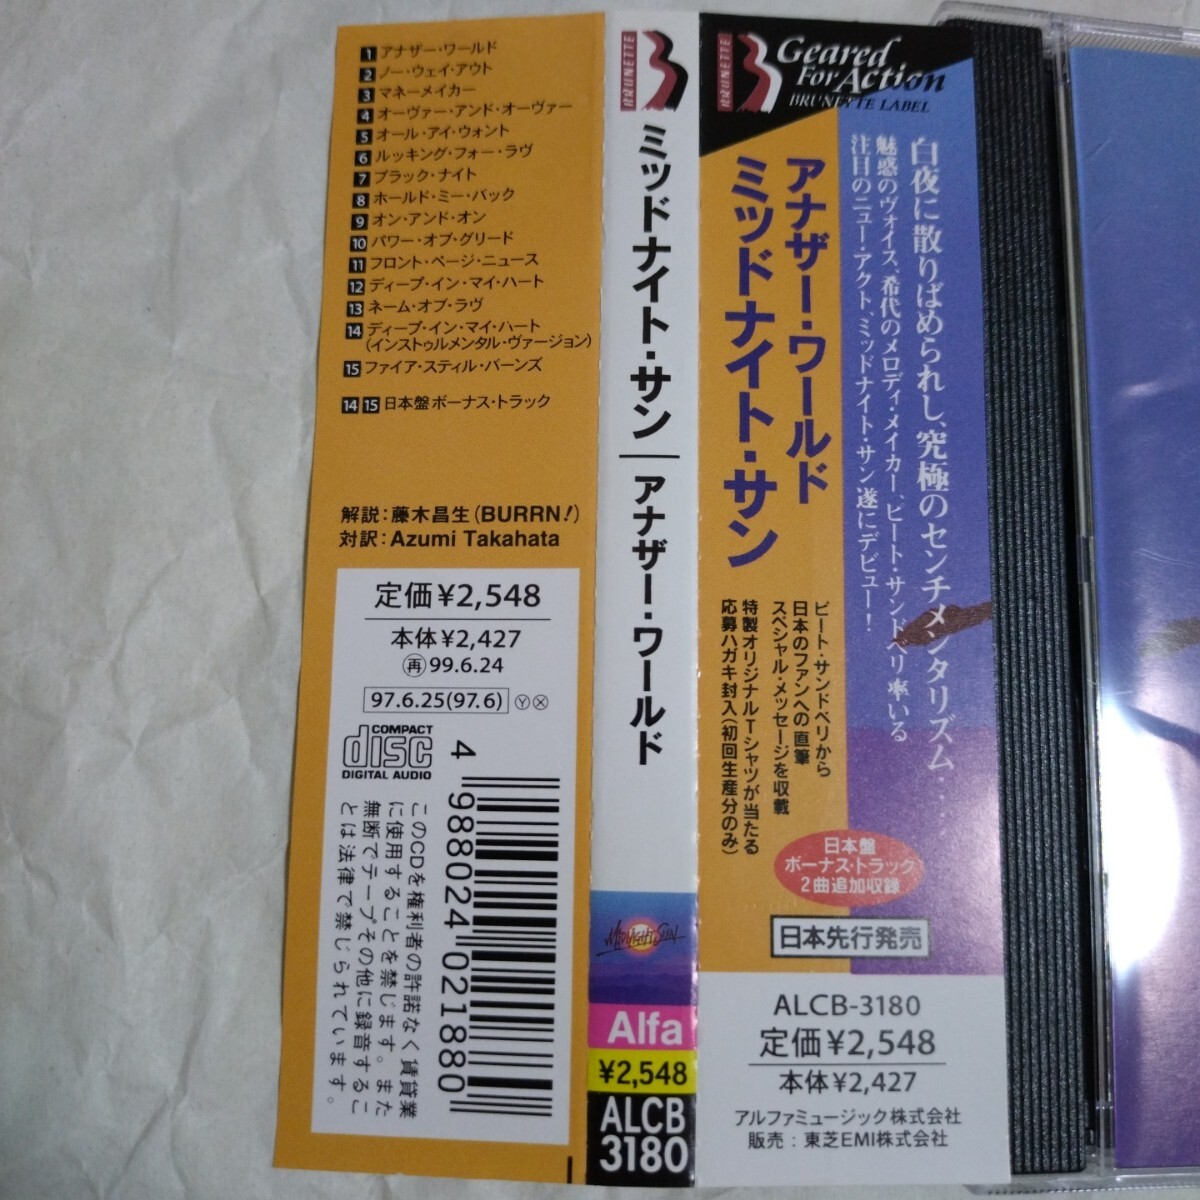 1 アナザー・ワールド
2 ノー・ウェイ・アウト
3 マネーメイカー
4 オーヴァー・アンド・オーヴァー
5 オール・アイ・ウォント
6 ルッキング・フォー・ラヴ
7 ブラック・ナイト
8 ホールド・ミー・バック
9 オン・アンド・オン
10 パワー・オブ・グリード
11 フロント・ページ・ニュース
12 ディープ・イン・マイ・ハート
13 ネーム・オブ・ラヴ
14 ディープ・イン・マイ・ハート
(インストゥルメンタル・ヴァージョン)
15 ファイア・スティル・バーンズ
14 15 日本盤ボーナス・トラック
解説:藤木昌生(BURRN!)
対訳:Azumi Takahata
定価¥2,548
本体¥2,427
再99.6.24
97.6.25(97.6) Ⓨ Ⓧ
COMPACT
disc
DIGITAL AUDIO
4 988024 021880
このCDを権利者の許諾なく賃貸業
に使用することを禁じます。また
無断でテープその他に録音するこ
とは法律で禁じられています。
BRUNETTE
ミッドナイト・サン | アナザー・ワールド
MIDNIGHT SUN
Alfa
¥2,548
ALCB
3180
BRUNETTE
Geared
For Action
BRUNETTE LABEL
アナザー・ワールド
ミッドナイト・サン
白夜に散りばめられし、究極のセンチメンタリズム・・・
魅惑のヴォイス、希代のメロディ・メイカー、ピート・サンドベリ率いる
注目のニュー・アクト、ミッドナイト・サン遂にデビュー!
ピート・サンドベリから
日本のファンへの直筆
スペシャル・メッセージを収載
特製オリジナルTシャツが当たる
応募ハガキ封入(初回生産分のみ)
日本盤
ボーナス・トラック
2曲追加収録
日本先行発売
ALCB-3180
定価¥2,548
本体¥2,427
アルファミュージック株式会社
販売:東芝EMI株式会社